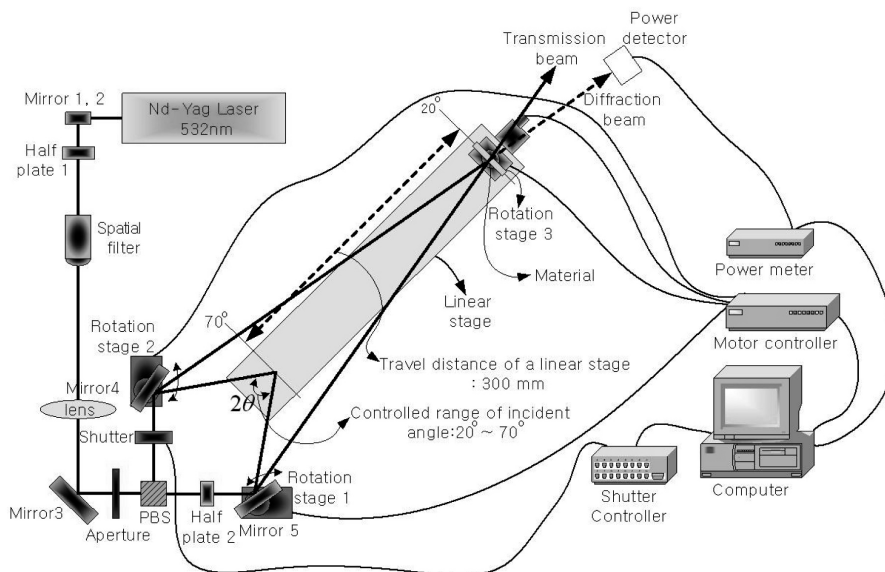 Transmission
beam
Power
detector
Mirror 1, 2
Nd-Yag Laser
532nm
20°
Diffraction
beam
Half
plate 1
Spatial
filter
Rotation
stage 3
Material
Power meter
Linear
stage
Rotation
stage 2
70°
Motor controller
Travel distance of a linear stage
: 300 mm
Mirror4
lens
2θ
Controlled range of incident
angle:20°~ 70°
Shutter
Rotation
stage 1
Mirror3
Aperture
PBS
Half
plate 2
Mirror 5
Shutter
Controller
Computer